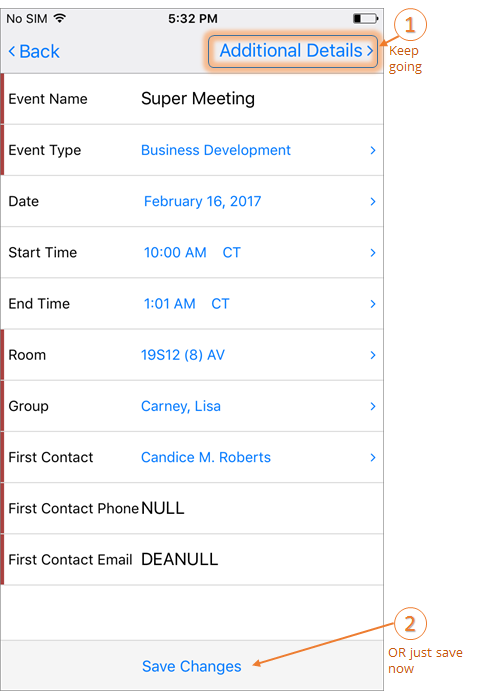 No SIM 5:32 PM
Back Additional Details
1
Keep
going
Event Name Super Meeting
Event Type Business Development
Date February 16, 2017
Start Time 10:00 AM CT
End Time 1:01 AM CT
Room 19S12 (8) AV
Group Carney, Lisa
First Contact Candice M. Roberts
First Contact Phone NULL
First Contact Email DEANULL
2
OR just save
now
Save Changes